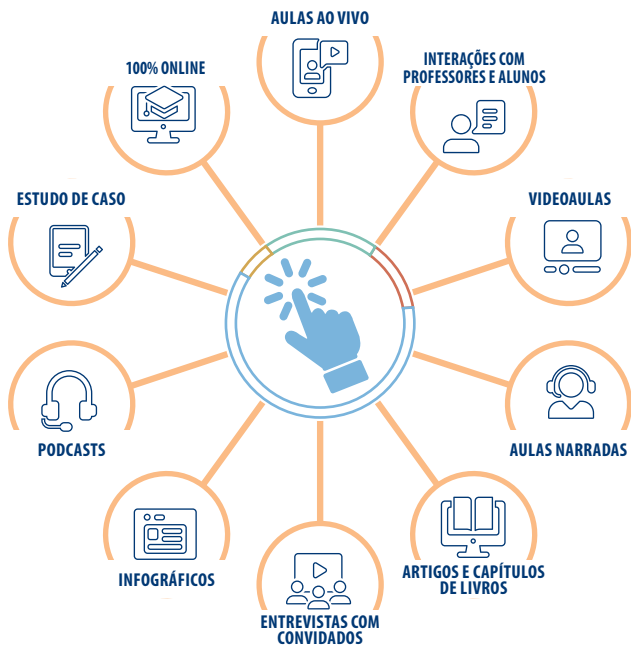 AULAS AO VIVO
INTERAÇÕES COM
PROFESSORES E ALUNOS
100% ONLINE
VIDEOAULAS
ESTUDO DE CASO
PODCASTS
AULAS NARRADAS
INFOGRÁFICOS
ARTIGOS E CAPÍTULOS
DE LIVROS
ENTREVISTAS COM
CONVIDADOS